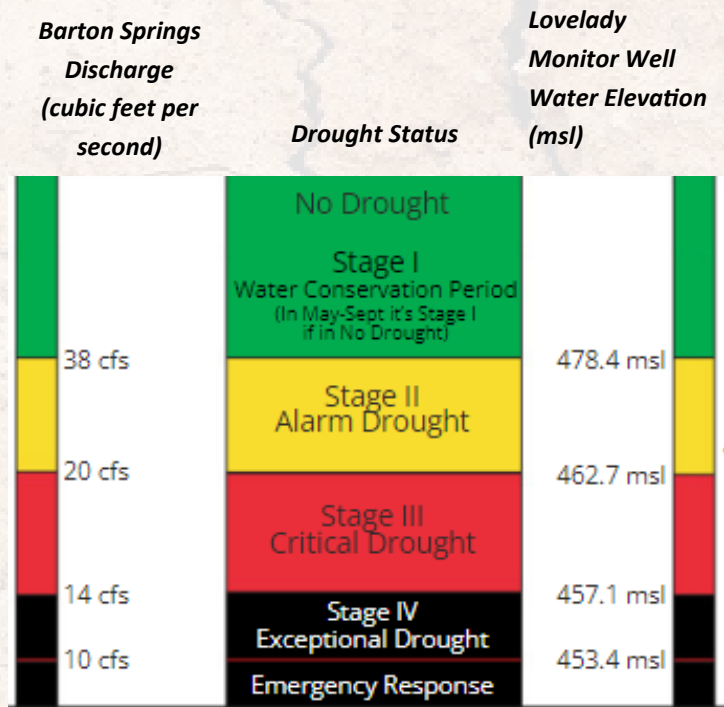 Barton Springs
Discharge
(cubic feet per
second)
Drought Status
Lovelady
Monitor Well
Water Elevation
(msl)
No Drought
Stage I
Water Conservation Period
(In May-Sept it's Stage I
if in No Drought)
38 cfs
478.4 msl
Stage II
Alarm Drought
20 cfs
462.7 msl
Stage III
Critical Drought
14 cfs
457.1 msl
Stage IV
Exceptional Drought
10 cfs
453.4 msl
Emergency Response